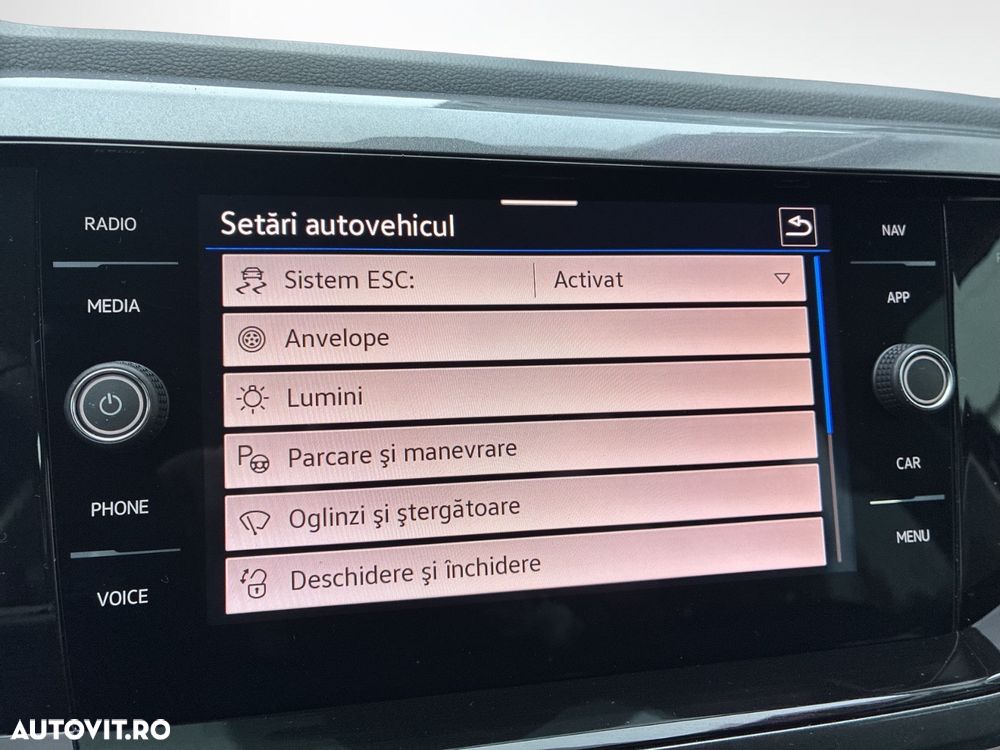 RADIO
MEDIA
PHONE
VOICE
Setări autovehicul
Sistem ESC: Activat
Anvelope
Lumini
Parcare şi manevrare
Oglinzi şi ştergătoare
Deschidere şi închidere
NAV
APP
CAR
MENU
AUTOVIT.RO